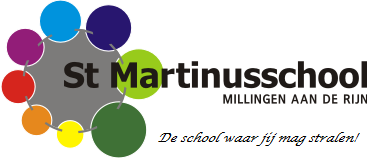 St Martinusschool
MILLINGEN AAN DE RIJN
De school waar jij mag stralen!